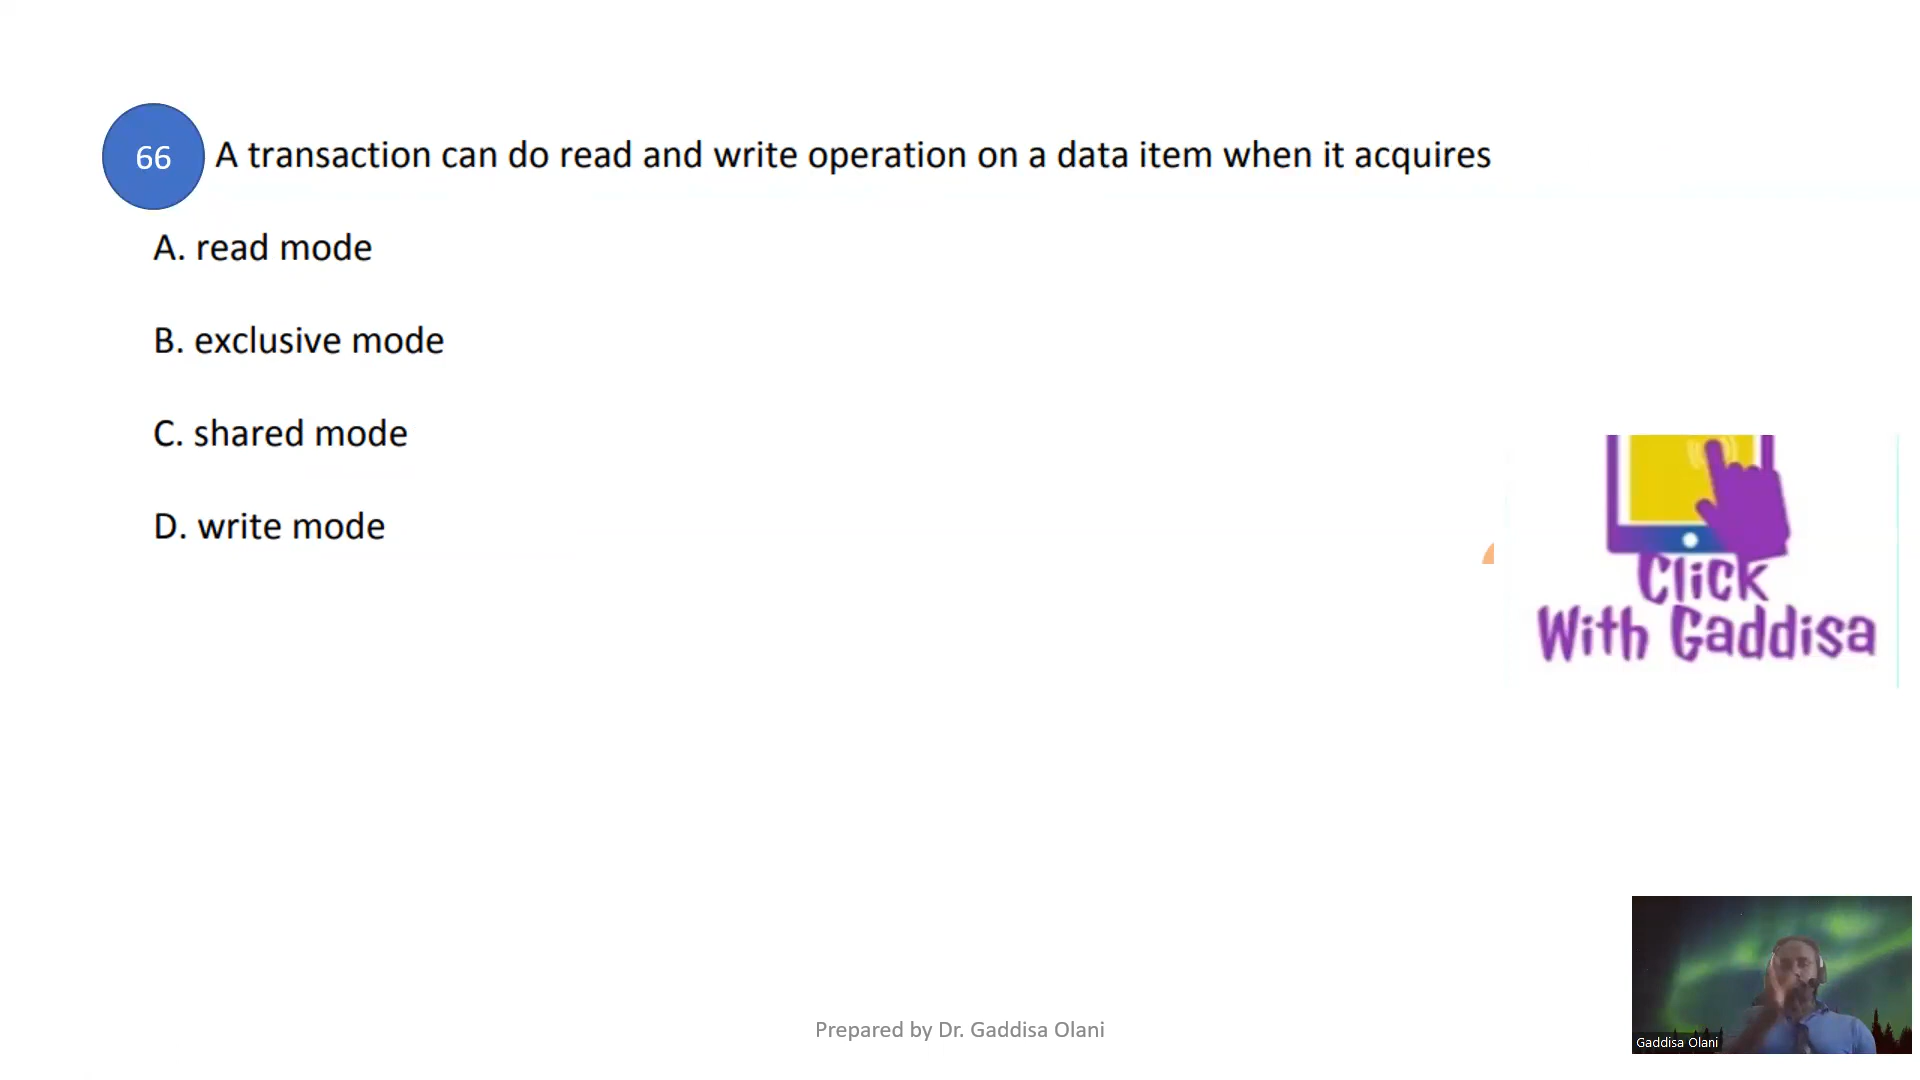 66 A transaction can do read and write operation on a data item when it acquires
A. read mode
B. exclusive mode
C. shared mode
D. write mode
Click
With Gaddisa
Prepared by Dr. Gaddisa Olani
Gaddisa Olani